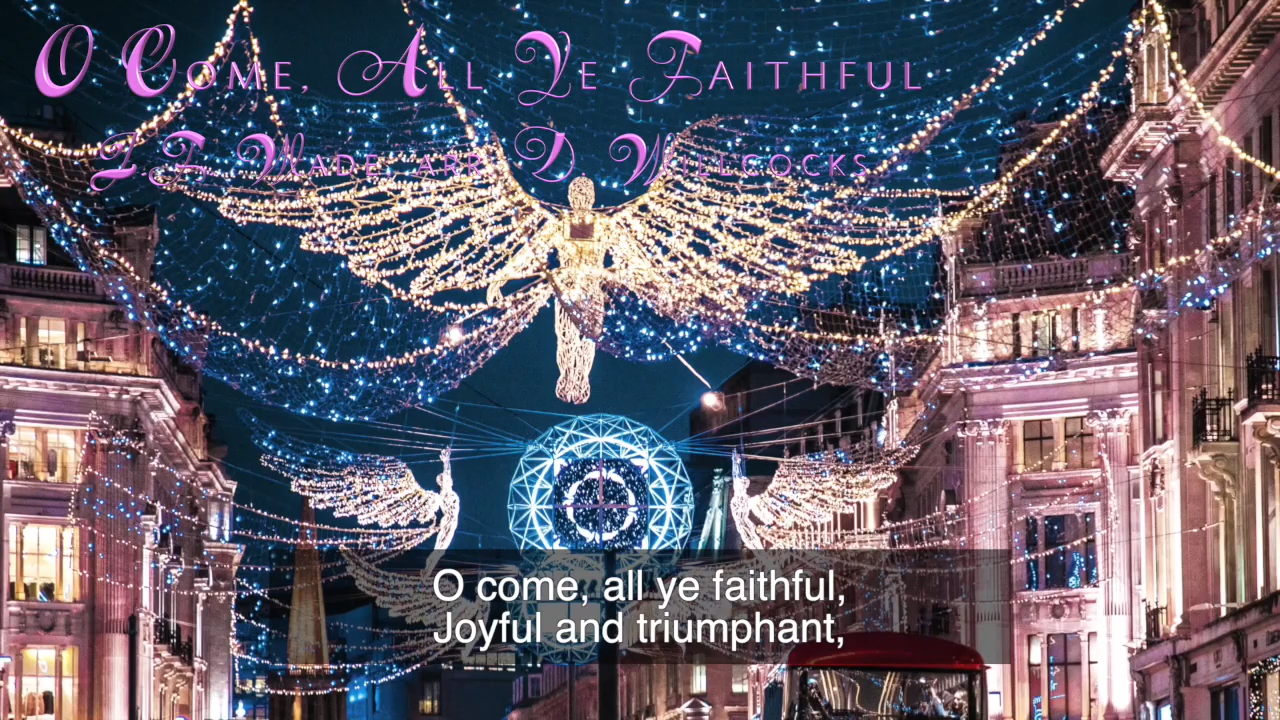 O Come, All Ye Faithful
J. F. Wade, arr. D. Willcocks
O come, all ye faithful,
Joyful and triumphant,